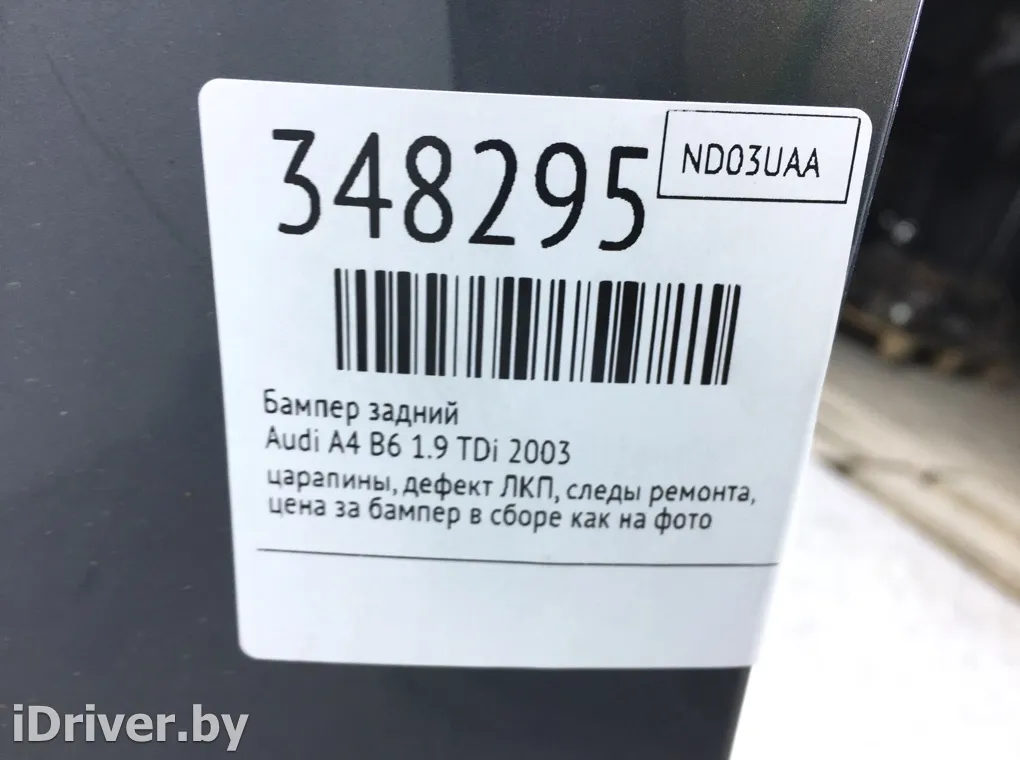 348295
ND03UAA
Бампер задний
Audi A4 B6 1.9 TDi 2003
царапины, дефект ЛКП, следы ремонта,
цена за бампер в сборе как на фото
iDriver.by